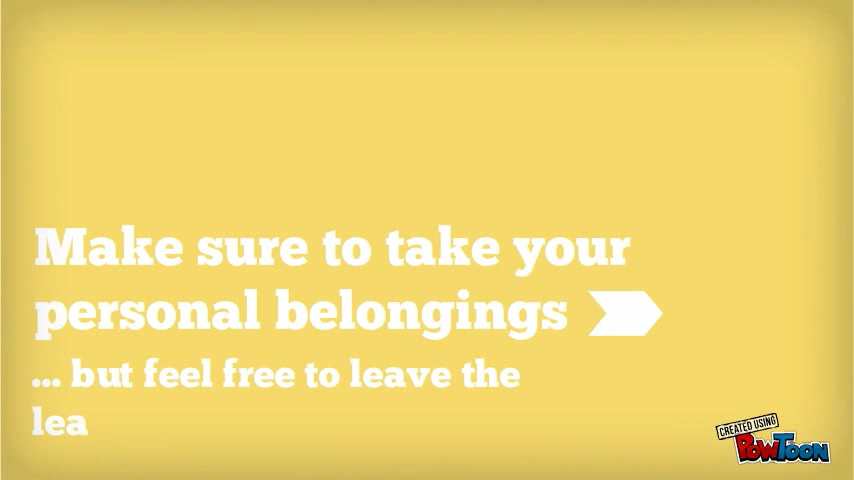 Make sure to take your
personal belongings
... but feel free to leave the
lea
CREATED USING
POWTOON